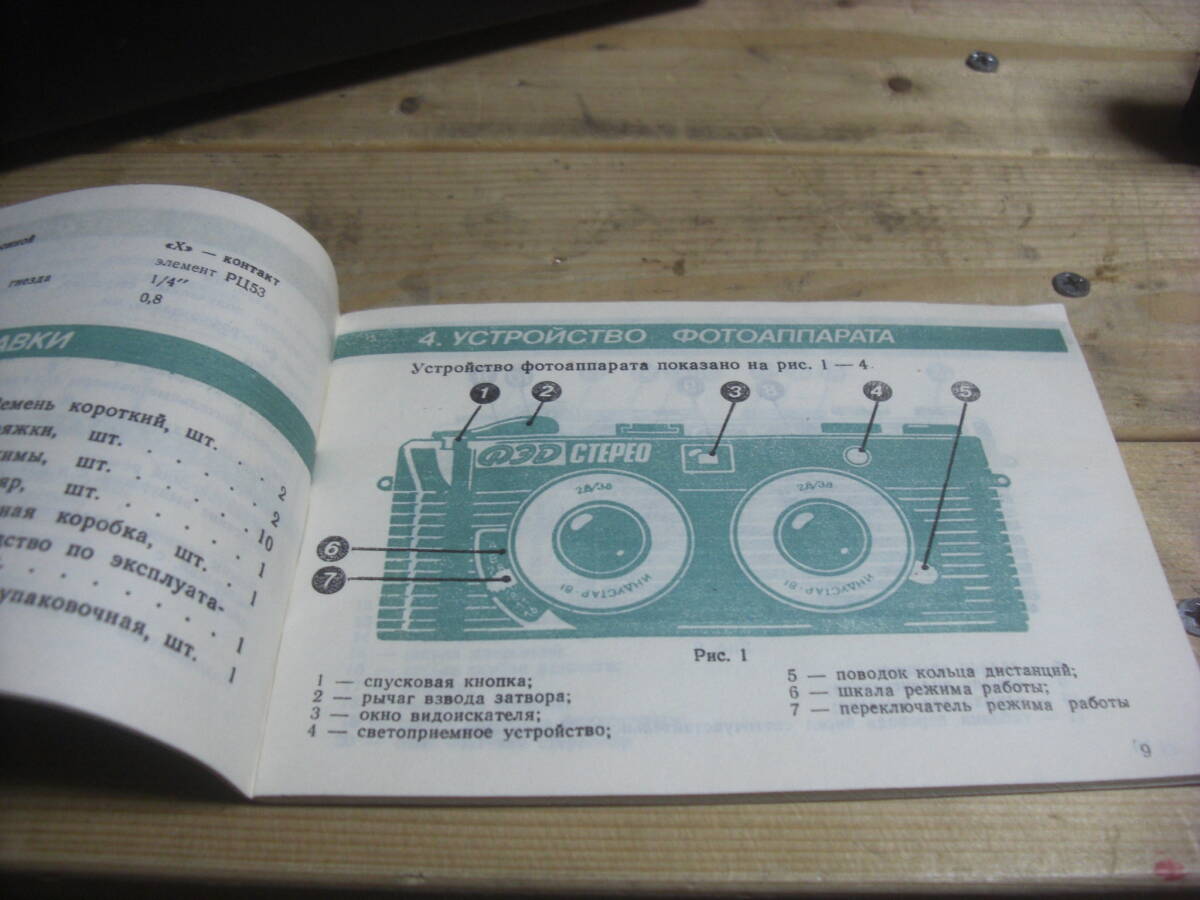 «X» — контакт
элемент РЦ53
гнезда
1/4″
0,8
АВКИ
ремень короткий, шт.
яжки, шт. . . . . . 2
имы, шт. . . . . . . 2
яр, шт. . . . . . . 10
ная коробка, шт. . 1
дство по эксплуата-
. . . . . . . . 1
упаковочная, шт. 1
1
4. УСТРОЙСТВО ФОТОАППАРАТА
Устройство фотоаппарата показано на рис. 1 — 4.
1 2 3 4 5
ФЭД СТЕРЕО
2,8/38
2,8/38
6
7
ИНДУСТАР-81
ИНДУСТАР-81
Рис. 1
1 — спусковая кнопка;
2 — рычаг взвода затвора;
3 — окно видоискателя;
4 — светоприемное устройство;
5 — поводок кольца дистанций;
6 — шкала режима работы;
7 — переключатель режима работы
9